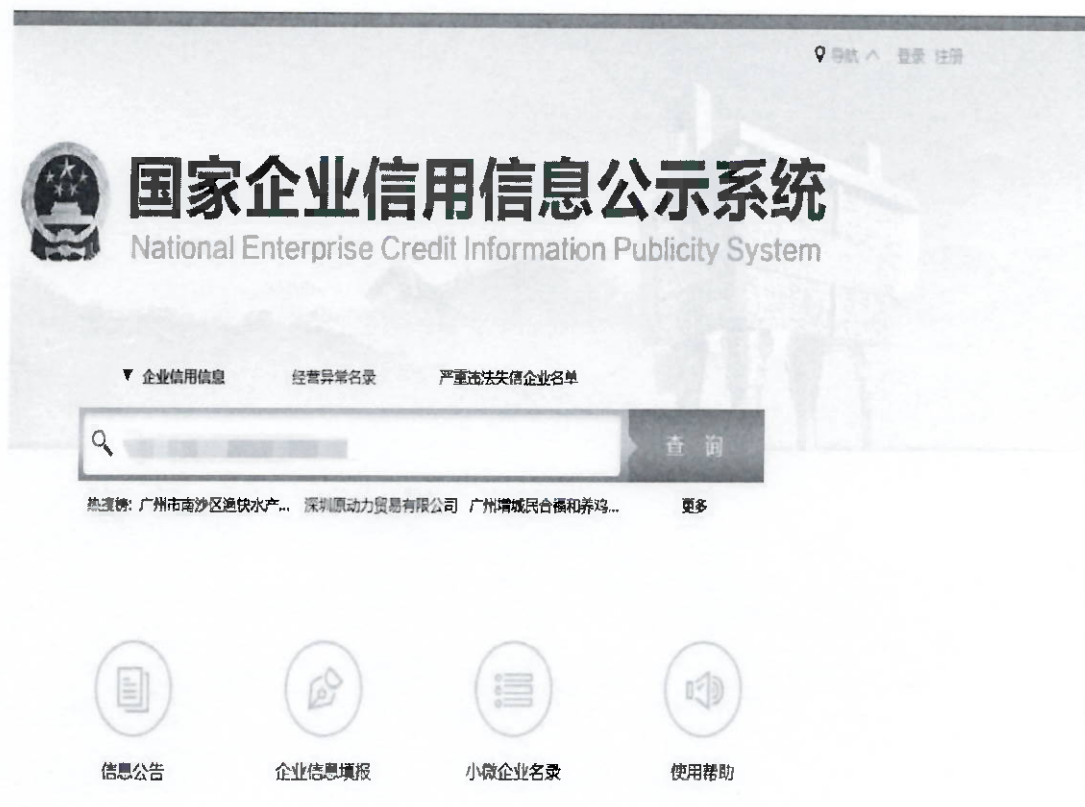 导航 登录 注册
国家企业信用信息公示系统
National Enterprise Credit Information Publicity System
企业信用信息 经营异常名录 严重违法失信企业名单
查询
热搜榜: 广州市南沙区渔快水产... 深圳原动力贸易有限公司 广州增城民合福和养鸡... 更多
信息公告 企业信息填报 小微企业名录 使用帮助